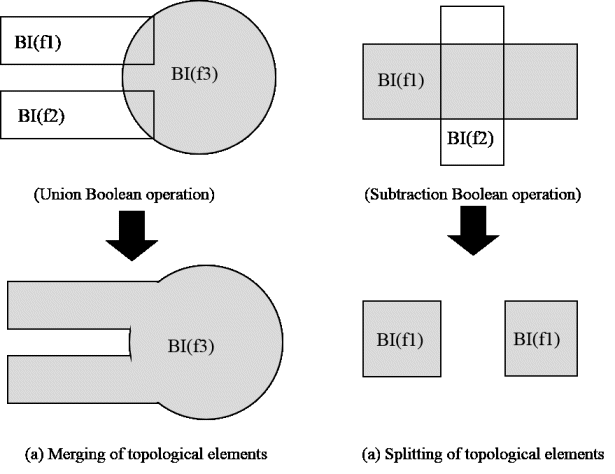 BI(f1)
BI(f2)
BI(f3)
(Union Boolean operation)
BI(f3)
(a) Merging of topological elements
BI(f1)
BI(f2)
(Subtraction Boolean operation)
BI(f1)
BI(f1)
(a) Splitting of topological elements